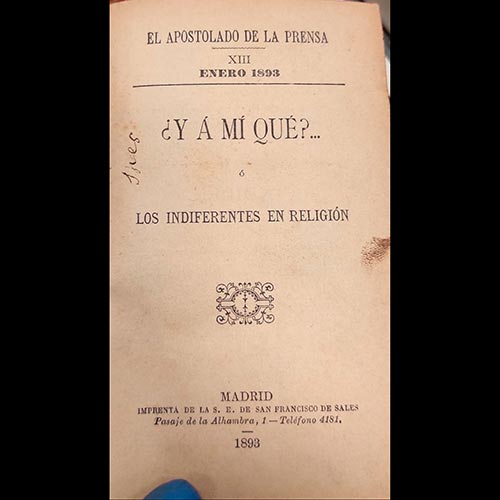 EL APOSTOLADO DE LA PRENSA
XIII
ENERO 1893
¿Y Á MÍ QUÉ?...
ó
LOS INDIFERENTES EN RELIGIÓN
MADRID
IMPRENTA DE LA S. E. DE SAN FRANCISCO DE SALES
Pasaje de la Alhambra, 1 — Teléfono 4181.
1893